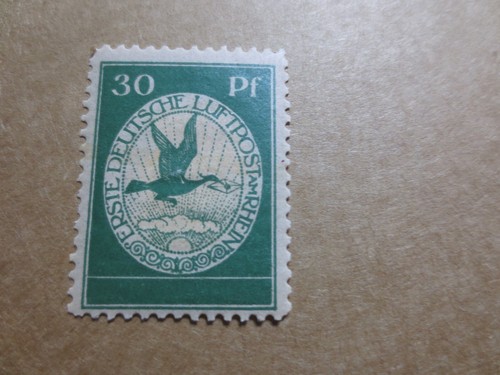 30 Pf
ERSTE DEUTSCHE LUFTPOST AM RHEIN